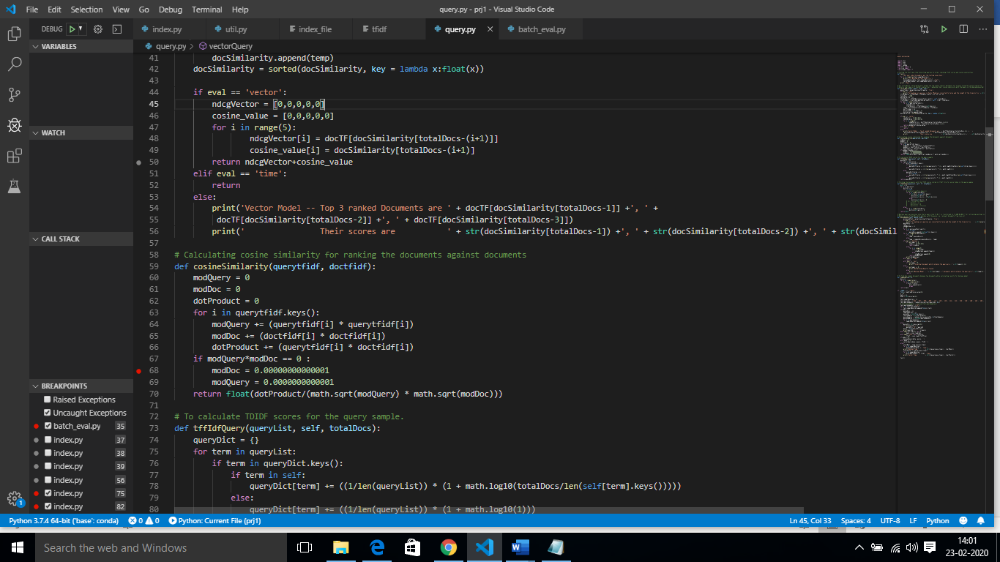 File Edit Selection View Go Debug Terminal Help query.py - prj1 - Visual Studio Code
DEBUG index.py util.py index_file tfidf query.py batch_eval.py
VARIABLES
query.py > vectorQuery
41 docSimilarity.append(temp)
42 docSimilarity = sorted(docSimilarity, key = lambda x:float(x))
43
44 if eval == 'vector':
45 ndcgVector = [0,0,0,0,0]
46 cosine_value = [0,0,0,0,0]
47 for i in range(5):
48 ndcgVector[i] = docTF[docSimilarity[totalDocs-(i+1)]]
49 cosine_value[i] = docSimilarity[totalDocs-(i+1)]
50 return ndcgVector+cosine_value
51 elif eval == 'time':
52 return
53 else:
54 print('Vector Model -- Top 3 ranked Documents are ' + docTF[docSimilarity[totalDocs-1]] +', ' +
55 docTF[docSimilarity[totalDocs-2]] +', ' + docTF[docSimilarity[totalDocs-3]])
56 print(' Their scores are ' + str(docSimilarity[totalDocs-1]) +', ' + str(docSimilarity[totalDocs-2]) +', ' + str(docSimil
57
58 # Calculating cosine similarity for ranking the documents against documents
59 def cosineSimilarity(querytfidf, doctfidf):
60 modQuery = 0
61 modDoc = 0
62 dotProduct = 0
63 for i in querytfidf.keys():
64 modQuery += (querytfidf[i] * querytfidf[i])
65 modDoc += (doctfidf[i] * doctfidf[i])
66 dotProduct += (querytfidf[i] * doctfidf[i])
67 if modQuery*modDoc == 0 :
68 modDoc = 0.00000000000001
69 modQuery = 0.0000000000001
70 return float(dotProduct/(math.sqrt(modQuery) * math.sqrt(modDoc)))
71
72 # To calculate TDIDF scores for the query sample.
73 def tffIdfQuery(queryList, self, totalDocs):
74 queryDict = {}
75 for term in queryList:
76 if term in queryDict.keys():
77 if term in self:
78 queryDict[term] += ((1/len(queryList)) * (1 + math.log10(totalDocs/len(self[term].keys()))))
79 else:
80 queryDict[term] += ((1/len(queryList)) * (1 + math.log10(1)))
WATCH
CALL STACK
BREAKPOINTS
Raised Exceptions
Uncaught Exceptions
batch_eval.py 35
index.py 37
index.py 38
index.py 39
index.py 56
index.py 75
index.py 82
1
Python 3.7.4 64-bit ('base': conda) 0 0 Python: Current File (prj1) Ln 45, Col 33 Spaces: 4 UTF-8 LF Python
Search the web and Windows
14:01
23-02-2020